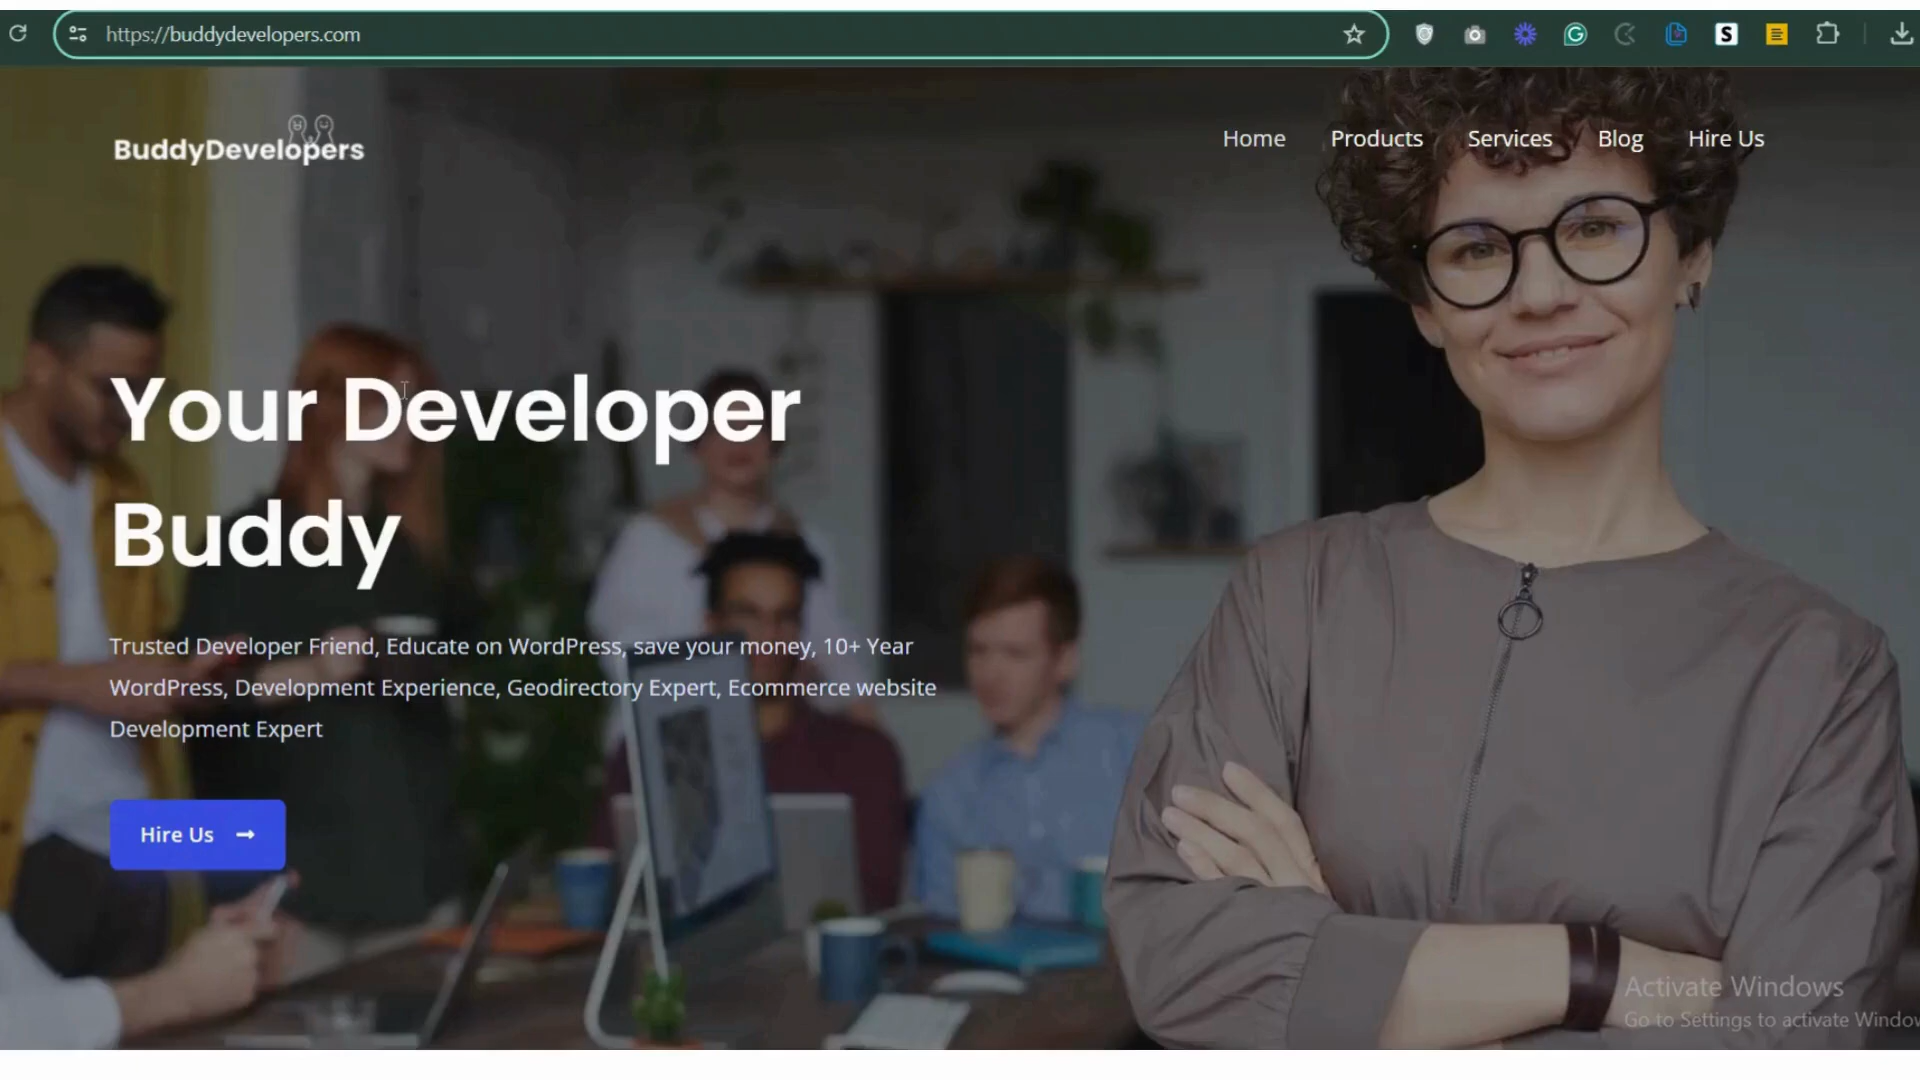 https://buddydevelopers.com
S
BuddyDevelopers
Home Products Services Blog Hire Us
Your Developer
Buddy
Trusted Developer Friend, Educate on WordPress, save your money, 10+ Year
WordPress, Development Experience, Geodirectory Expert, Ecommerce website
Development Expert
Hire Us
Activate Windows
Go to Settings to activate Window